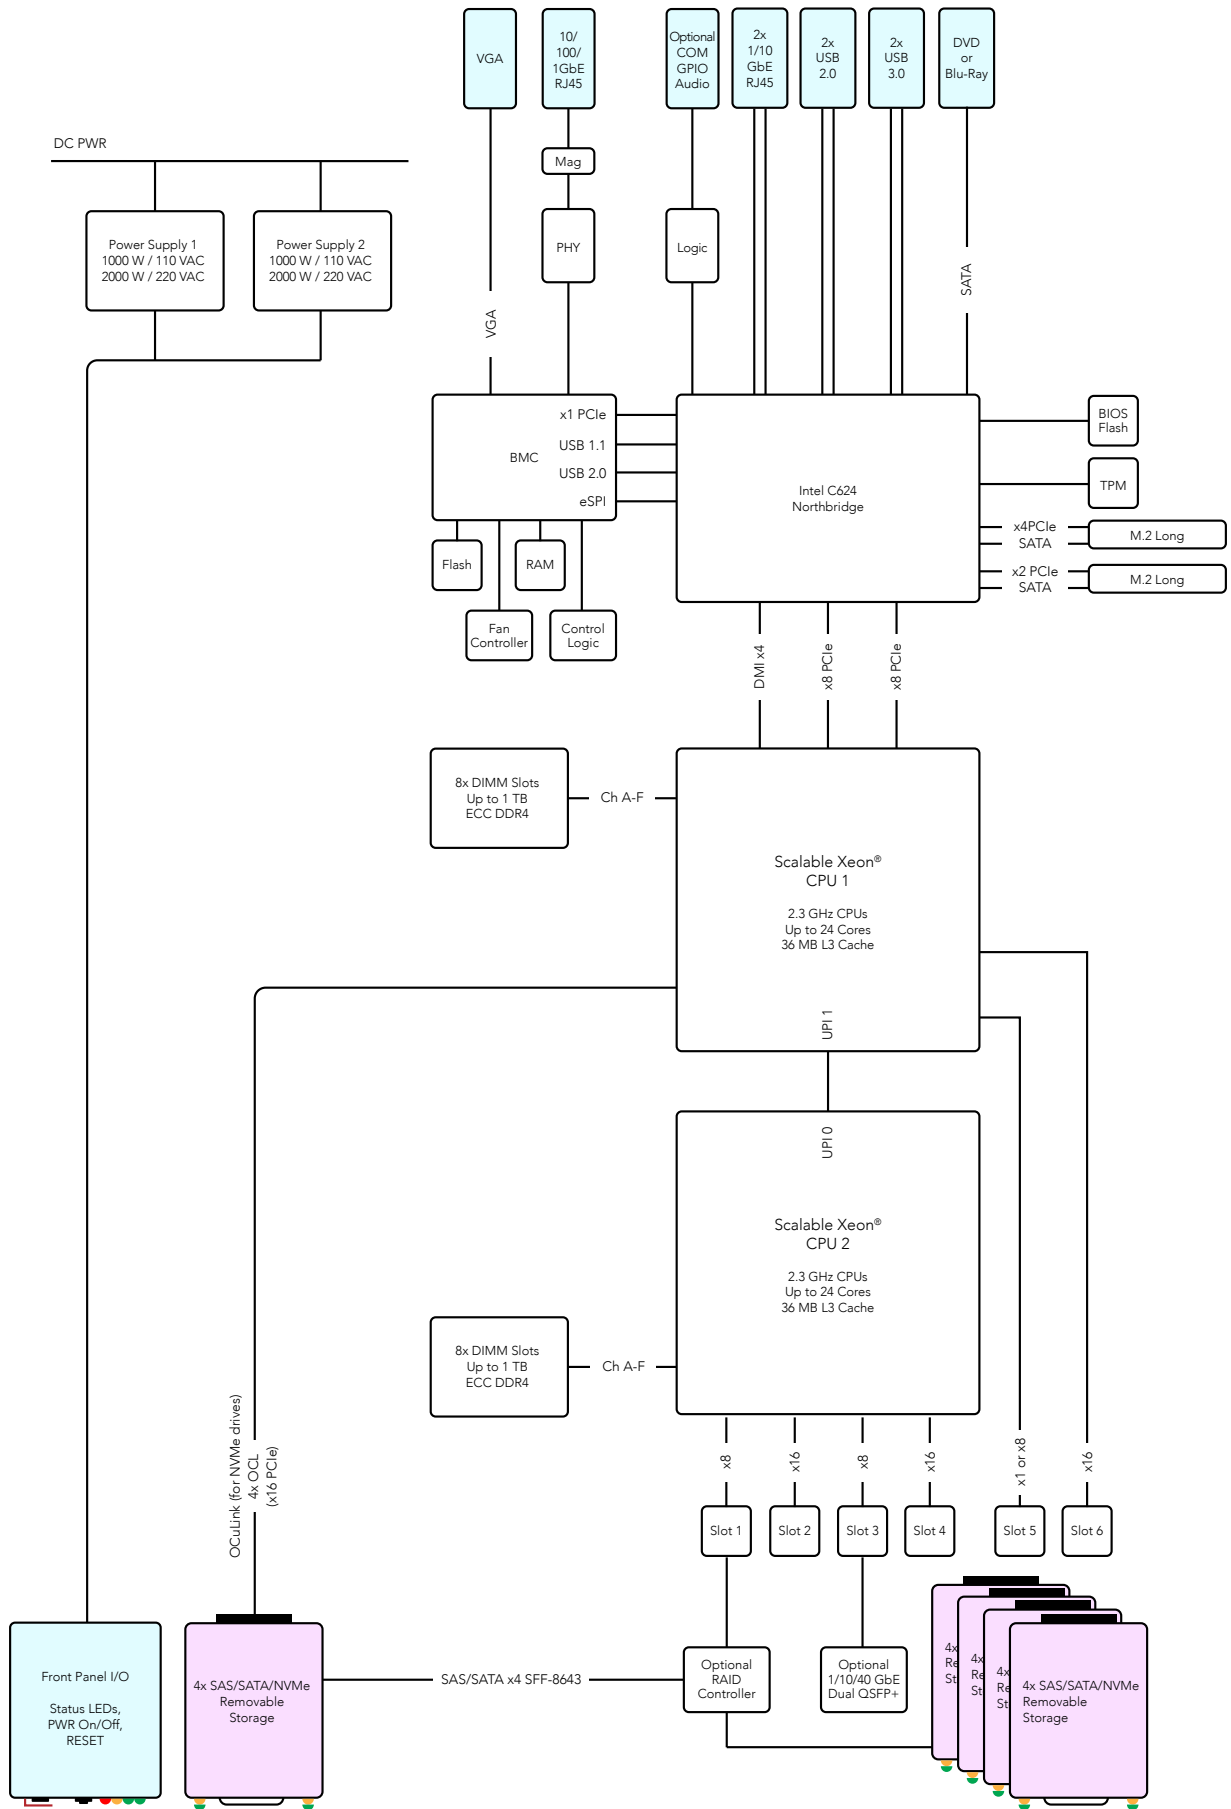 VGA
10/
100/
1GbE
RJ45
Optional
COM
GPIO
Audio
2x
1/10
GbE
RJ45
2x
USB
2.0
2x
USB
3.0
DVD
or
Blu-Ray
DC PWR
Mag
Power Supply 1
1000 W / 110 VAC
2000 W / 220 VAC
Power Supply 2
1000 W / 110 VAC
2000 W / 220 VAC
PHY
Logic
SATA
VGA
BMC
x1 PCIe
USB 1.1
USB 2.0
eSPI
Intel C624
Northbridge
BIOS
Flash
TPM
x4PCIe
SATA
M.2 Long
x2 PCIe
SATA
M.2 Long
Flash
RAM
Fan
Controller
Control
Logic
DMI x4
x8 PCIe
x8 PCIe
8x DIMM Slots
Up to 1 TB
ECC DDR4
Ch A-F
Scalable Xeon®
CPU 1
2.3 GHz CPUs
Up to 24 Cores
36 MB L3 Cache
UPI 1
UPI 0
Scalable Xeon®
CPU 2
2.3 GHz CPUs
Up to 24 Cores
36 MB L3 Cache
8x DIMM Slots
Up to 1 TB
ECC DDR4
Ch A-F
OCuLink (for NVMe drives)
4x OCL
(x16 PCIe)
x8
x16
x8
x16
x1 or x8
x16
Slot 1
Slot 2
Slot 3
Slot 4
Slot 5
Slot 6
Front Panel I/O
Status LEDs,
PWR On/Off,
RESET
4x SAS/SATA/NVMe
Removable
Storage
SAS/SATA x4 SFF-8643
Optional
RAID
Controller
Optional
1/10/40 GbE
Dual QSFP+
4x
Re
St
4x
Re
St
4x
Re
St
4x SAS/SATA/NVMe
Removable
Storage